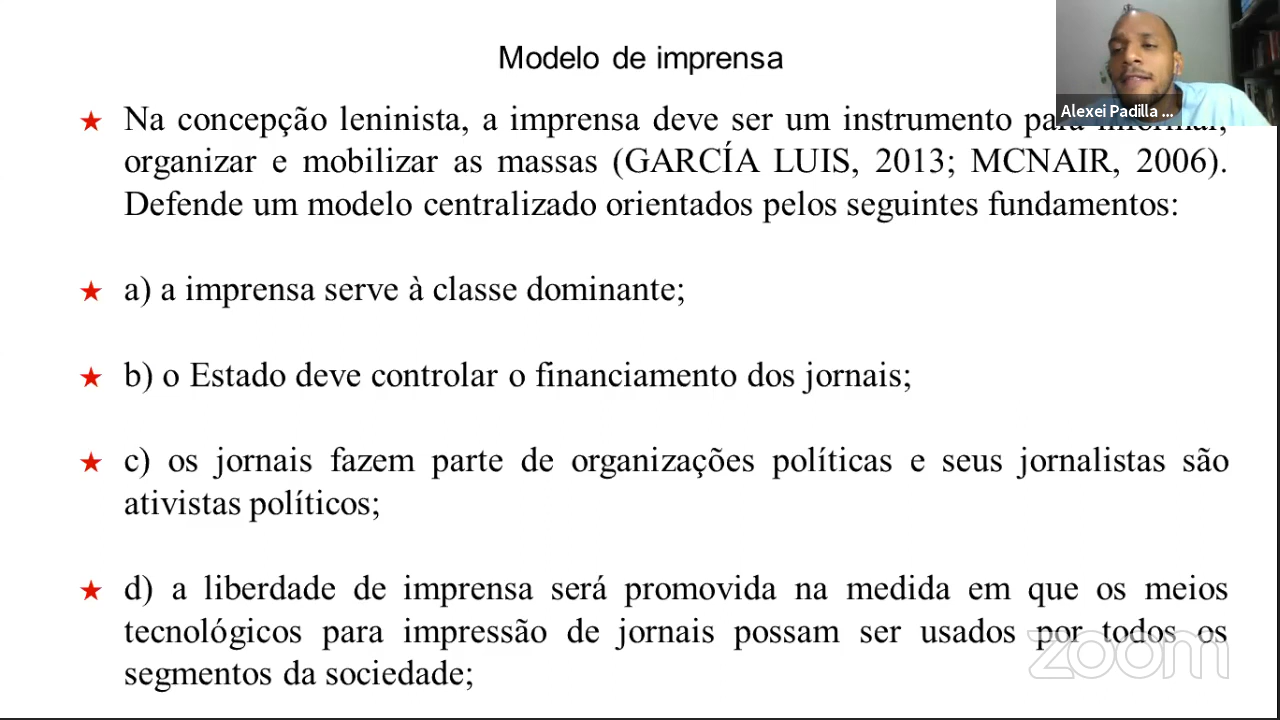 Modelo de imprensa
Alexei Padilla ...
★ Na concepção leninista, a imprensa deve ser um instrumento para informar,
organizar e mobilizar as massas (GARCÍA LUIS, 2013; MCNAIR, 2006).
Defende um modelo centralizado orientados pelos seguintes fundamentos:
★ a) a imprensa serve à classe dominante;
★ b) o Estado deve controlar o financiamento dos jornais;
★ c) os jornais fazem parte de organizações políticas e seus jornalistas são
ativistas políticos;
★ d) a liberdade de imprensa será promovida na medida em que os meios
tecnológicos para impressão de jornais possam ser usados por todos os
segmentos da sociedade;
zoom